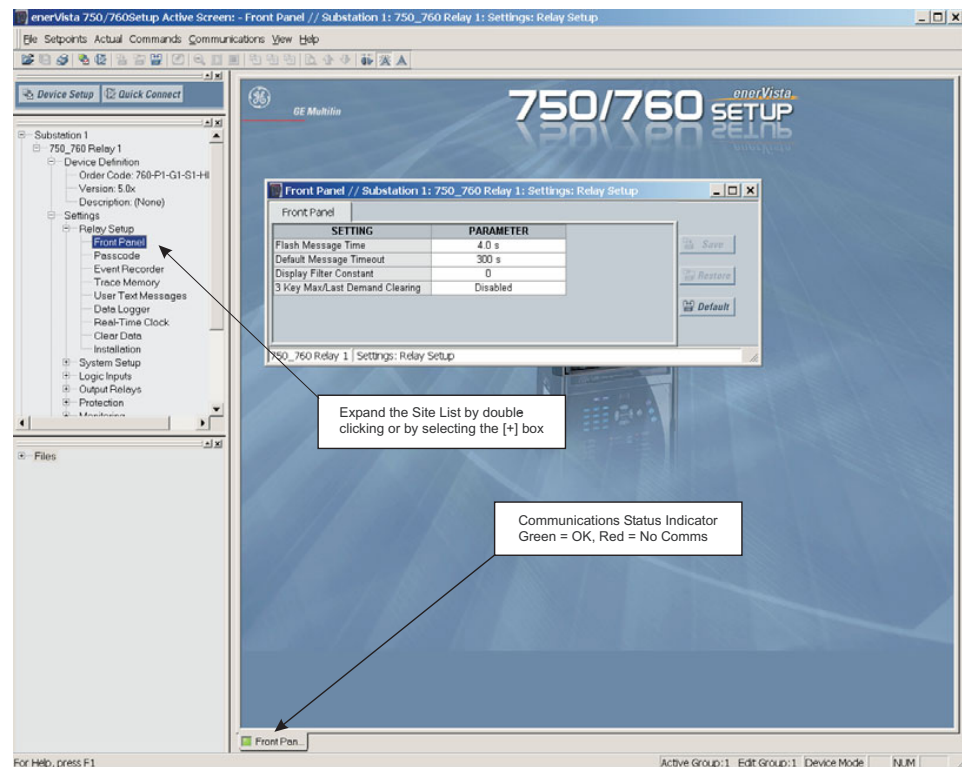 enerVista 750/760Setup Active Screen: - Front Panel // Substation 1: 750_760 Relay 1: Settings: Relay Setup
File Setpoints Actual Commands Communications View Help
Device Setup Quick Connect
Substation 1
750_760 Relay 1
Device Definition
Order Code: 760-P1-G1-S1-HI
Version: 5.0x
Description: (None)
Settings
Relay Setup
Front Panel
Passcode
Event Recorder
Trace Memory
User Text Messages
Data Logger
Real-Time Clock
Clear Data
Installation
System Setup
Logic Inputs
Output Relays
Protection
Monitoring
Files
GE Multilin
750/760 enerVista
SETUP
Front Panel // Substation 1: 750_760 Relay 1: Settings: Relay Setup
Front Panel
SETTING PARAMETER
Flash Message Time 4.0 s
Default Message Timeout 300 s
Display Filter Constant 0
3 Key Max/Last Demand Clearing Disabled
Save
Restore
Default
750_760 Relay 1 Settings: Relay Setup
Expand the Site List by double-
clicking or by selecting the [+] box
Communications Status Indicator
Green = OK, Red = No Comms
Front Pan...
For Help, press F1
Active Group:1 Edit Group:1 Device Mode NUM